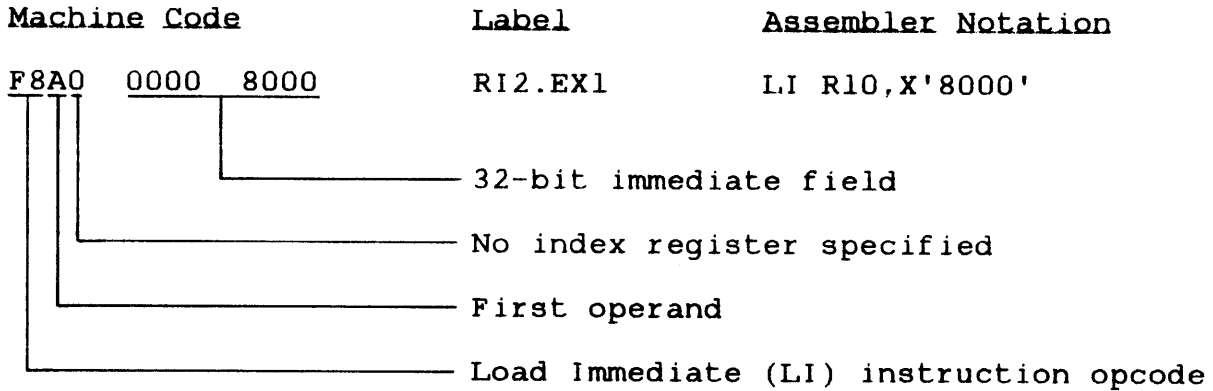 Machine Code Label Assembler Notation
F8A0 0000 8000 RI2.EX1 LI R10,X'8000'
32-bit immediate field
No index register specified
First operand
Load Immediate (LI) instruction opcode